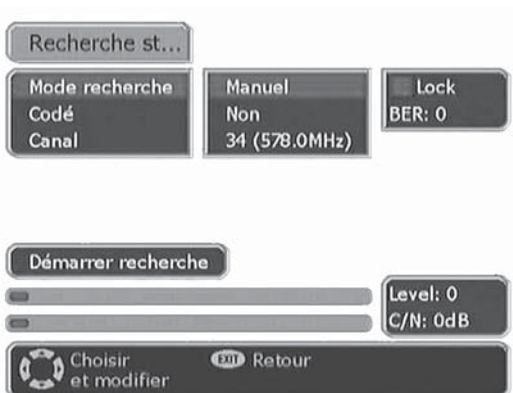 Recherche st...
Mode recherche Manuel Lock
Codé Non BER: 0
Canal 34 (578.0MHz)
Démarrer recherche
Level: 0
C/N: 0dB
Choisir EXIT Retour
et modifier